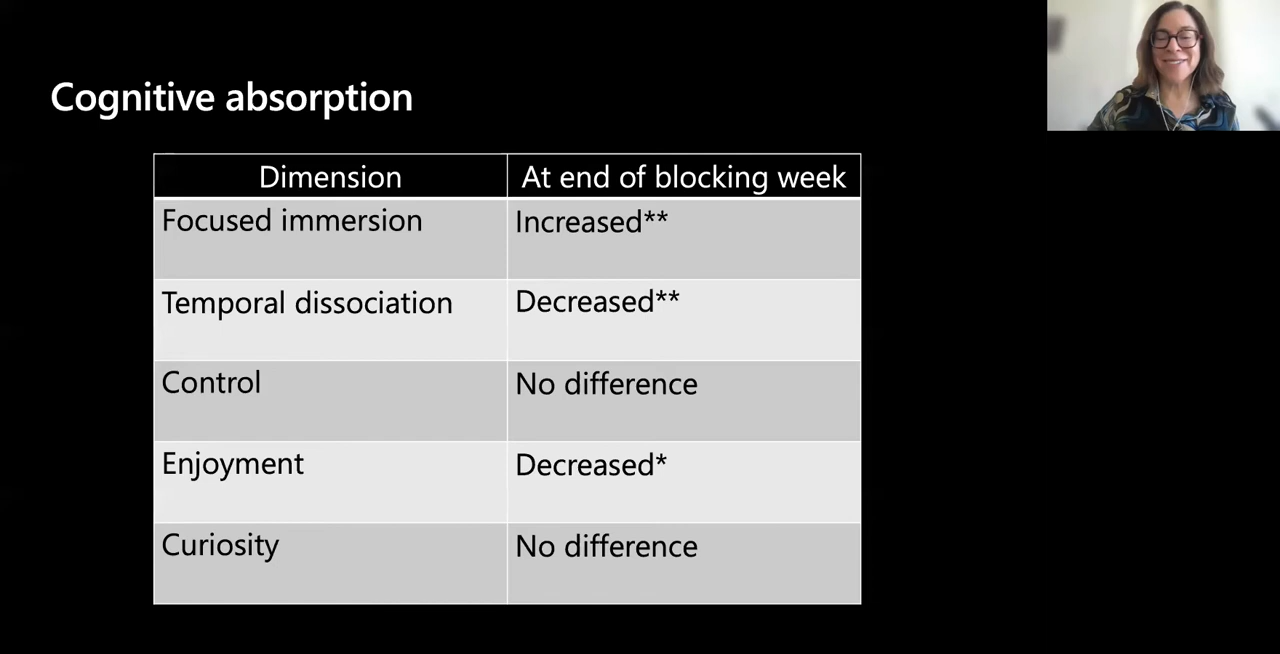 Cognitive absorption
Dimension At end of blocking week
Focused immersion Increased**
Temporal dissociation Decreased**
Control No difference
Enjoyment Decreased*
Curiosity No difference